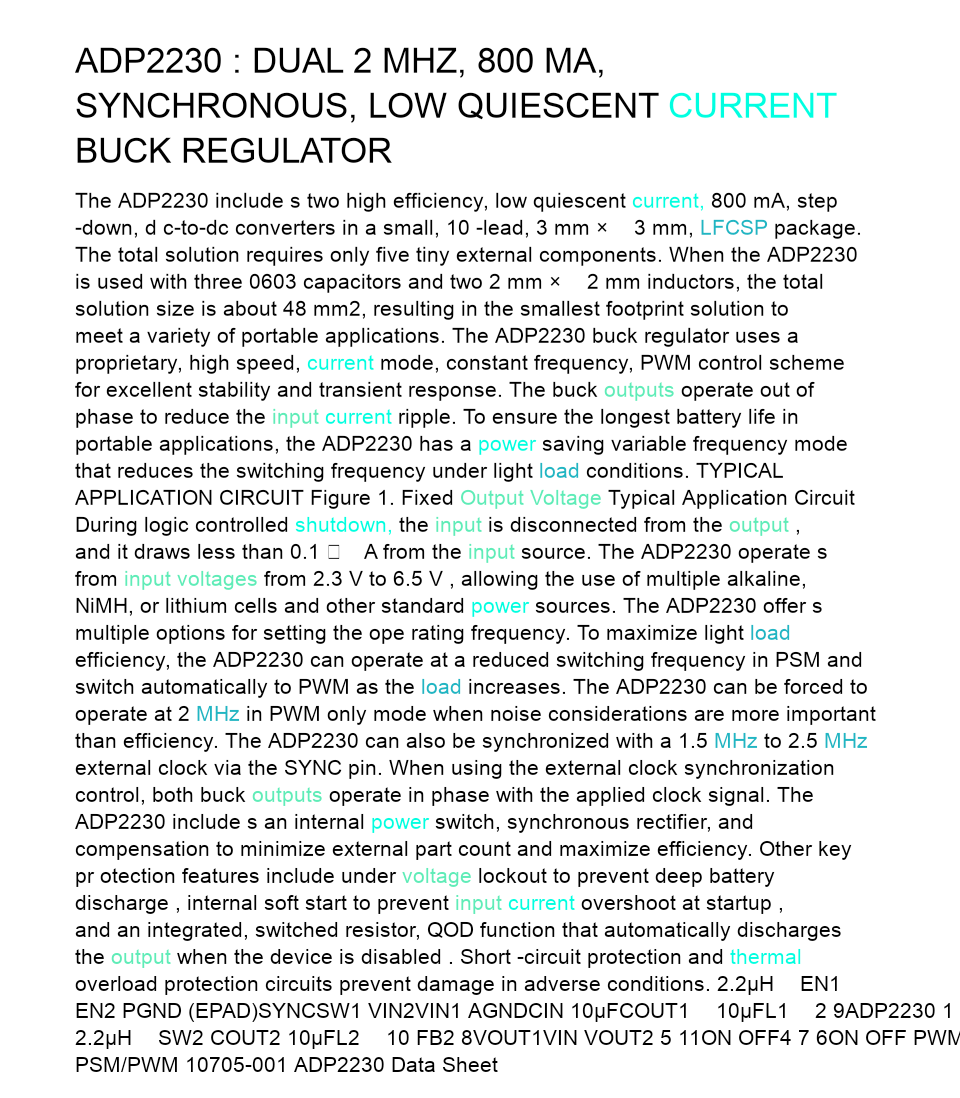 ADP2230 : DUAL 2 MHZ, 800 MA,
SYNCHRONOUS, LOW QUIESCENT CURRENT
BUCK REGULATOR
The ADP2230 include s two high efficiency, low quiescent current, 800 mA, step
-down, d c-to-dc converters in a small, 10 -lead, 3 mm × 3 mm, LFCSP package.
The total solution requires only five tiny external components. When the ADP2230
is used with three 0603 capacitors and two 2 mm × 2 mm inductors, the total
solution size is about 48 mm2, resulting in the smallest footprint solution to
meet a variety of portable applications. The ADP2230 buck regulator uses a
proprietary, high speed, current mode, constant frequency, PWM control scheme
for excellent stability and transient response. The buck outputs operate out of
phase to reduce the input current ripple. To ensure the longest battery life in
portable applications, the ADP2230 has a power saving variable frequency mode
that reduces the switching frequency under light load conditions. TYPICAL
APPLICATION CIRCUIT Figure 1. Fixed Output Voltage Typical Application Circuit
During logic controlled shutdown, the input is disconnected from the output ,
and it draws less than 0.1 □ A from the input source. The ADP2230 operate s
from input voltages from 2.3 V to 6.5 V , allowing the use of multiple alkaline,
NiMH, or lithium cells and other standard power sources. The ADP2230 offer s
multiple options for setting the ope rating frequency. To maximize light load
efficiency, the ADP2230 can operate at a reduced switching frequency in PSM and
switch automatically to PWM as the load increases. The ADP2230 can be forced to
operate at 2 MHz in PWM only mode when noise considerations are more important
than efficiency. The ADP2230 can also be synchronized with a 1.5 MHz to 2.5 MHz
external clock via the SYNC pin. When using the external clock synchronization
control, both buck outputs operate in phase with the applied clock signal. The
ADP2230 include s an internal power switch, synchronous rectifier, and
compensation to minimize external part count and maximize efficiency. Other key
pr otection features include under voltage lockout to prevent deep battery
discharge , internal soft start to prevent input current overshoot at startup ,
and an integrated, switched resistor, QOD function that automatically discharges
the output when the device is disabled . Short -circuit protection and thermal
overload protection circuits prevent damage in adverse conditions. 2.2µH EN1
EN2 PGND (EPAD)SYNCSW1 VIN2VIN1 AGNDCIN 10µFCOUT1 10µFL1 2 9ADP2230 1
2.2µH SW2 COUT2 10µFL2 10 FB2 8VOUT1VIN VOUT2 5 11ON OFF4 7 6ON OFF PWM
PSM/PWM 10705-001 ADP2230 Data Sheet